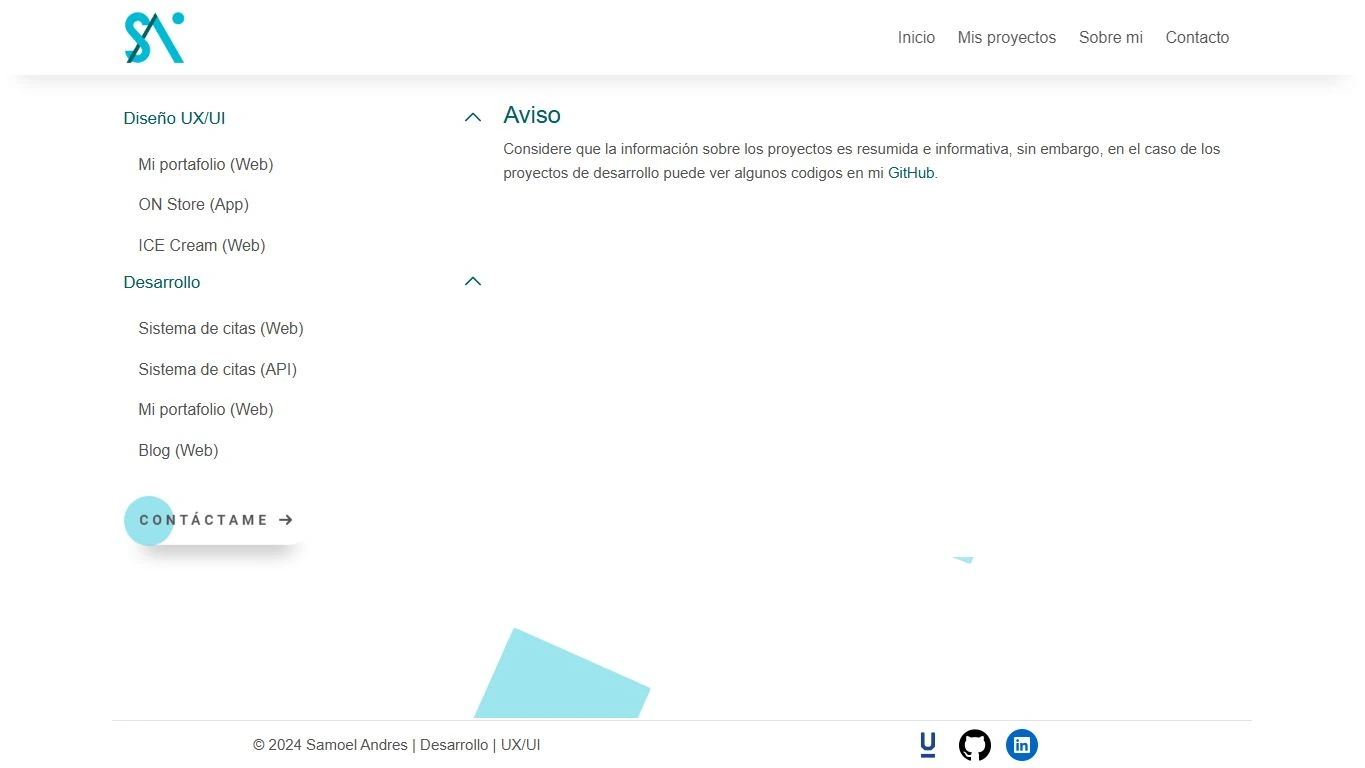 SA
Inicio Mis proyectos Sobre mi Contacto
Diseño UX/UI
Mi portafolio (Web)
ON Store (App)
ICE Cream (Web)
Desarrollo
Sistema de citas (Web)
Sistema de citas (API)
Mi portafolio (Web)
Blog (Web)
CONTÁCTAME →
Aviso
Considere que la información sobre los proyectos es resumida e informativa, sin embargo, en el caso de los
proyectos de desarrollo puede ver algunos codigos en mi GitHub.
© 2024 Samoel Andres | Desarrollo | UX/UI
U
in